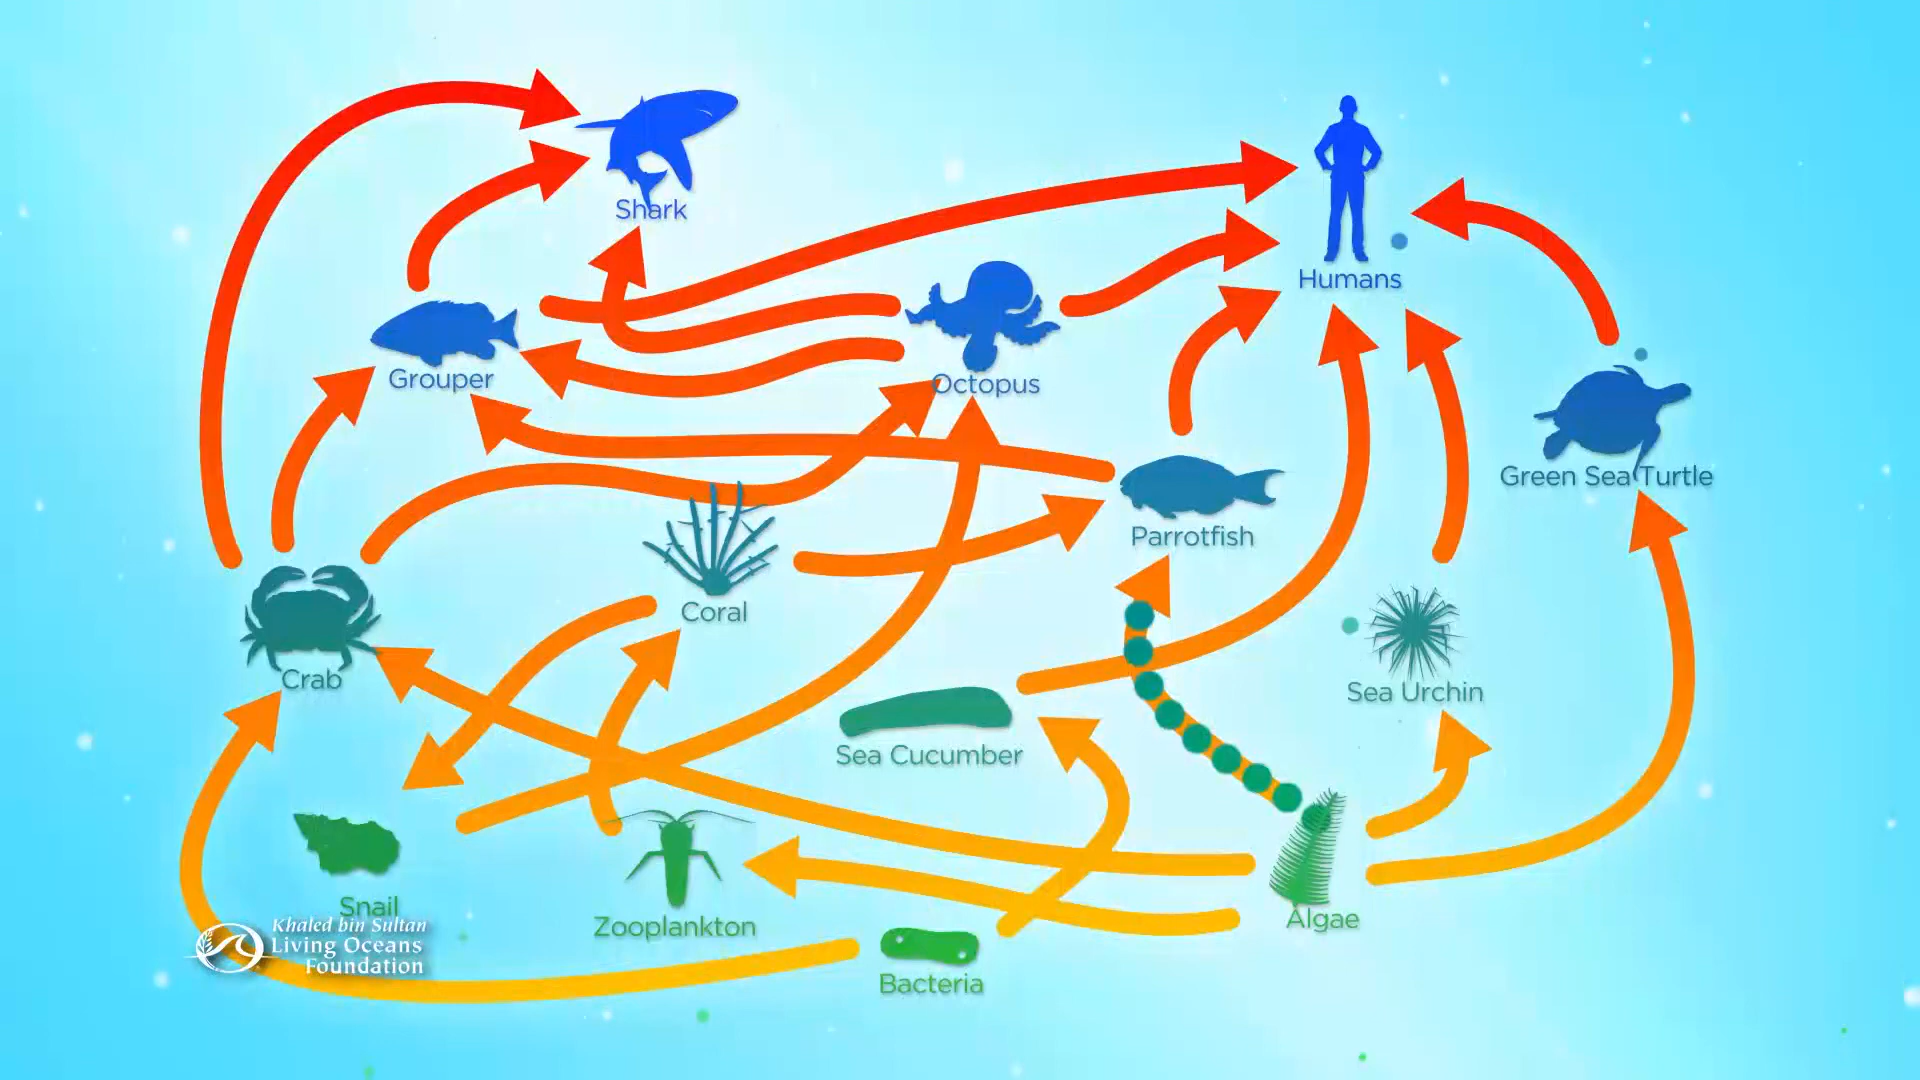 Shark
Humans
Grouper
Octopus
Green Sea Turtle
Parrotfish
Coral
Crab
Sea Urchin
Sea Cucumber
Snail
Zooplankton
Algae
Bacteria
Khaled bin Sultan
Living Oceans
Foundation